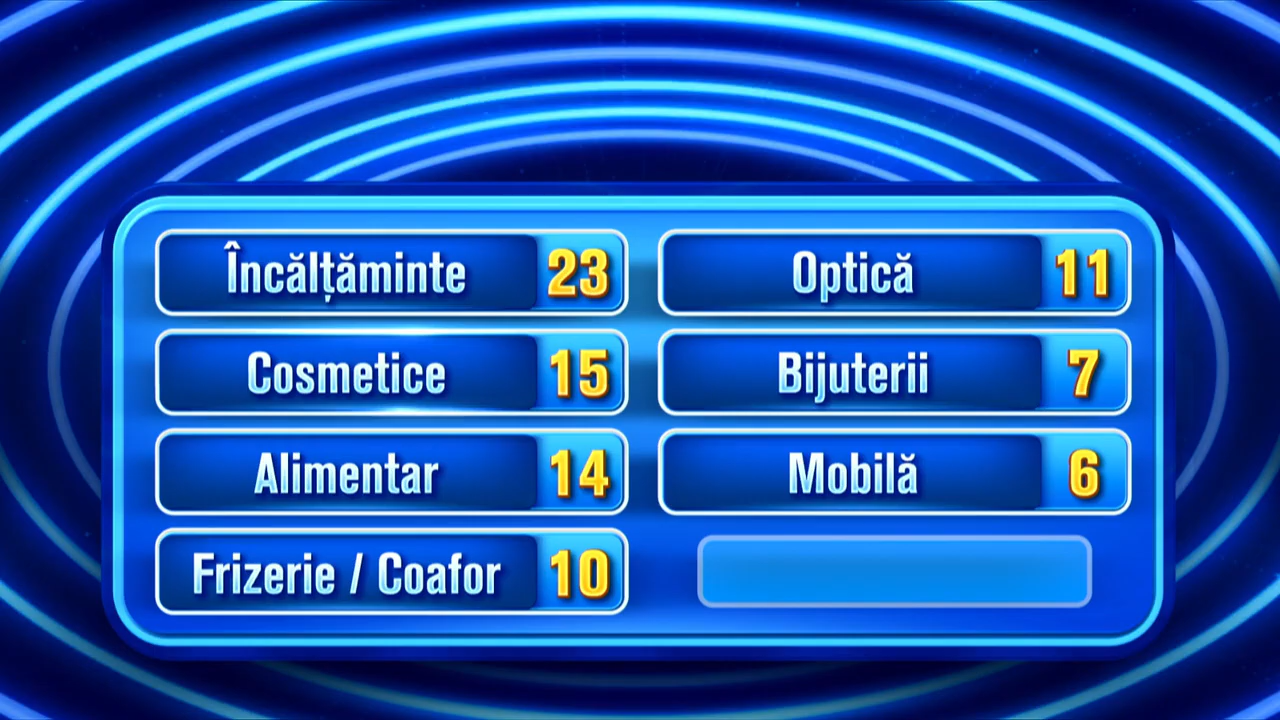 Încălțăminte 23
Cosmetice 15
Alimentar 14
Frizerie / Coafor 10
Optică 11
Bijuterii 7
Mobilă 6